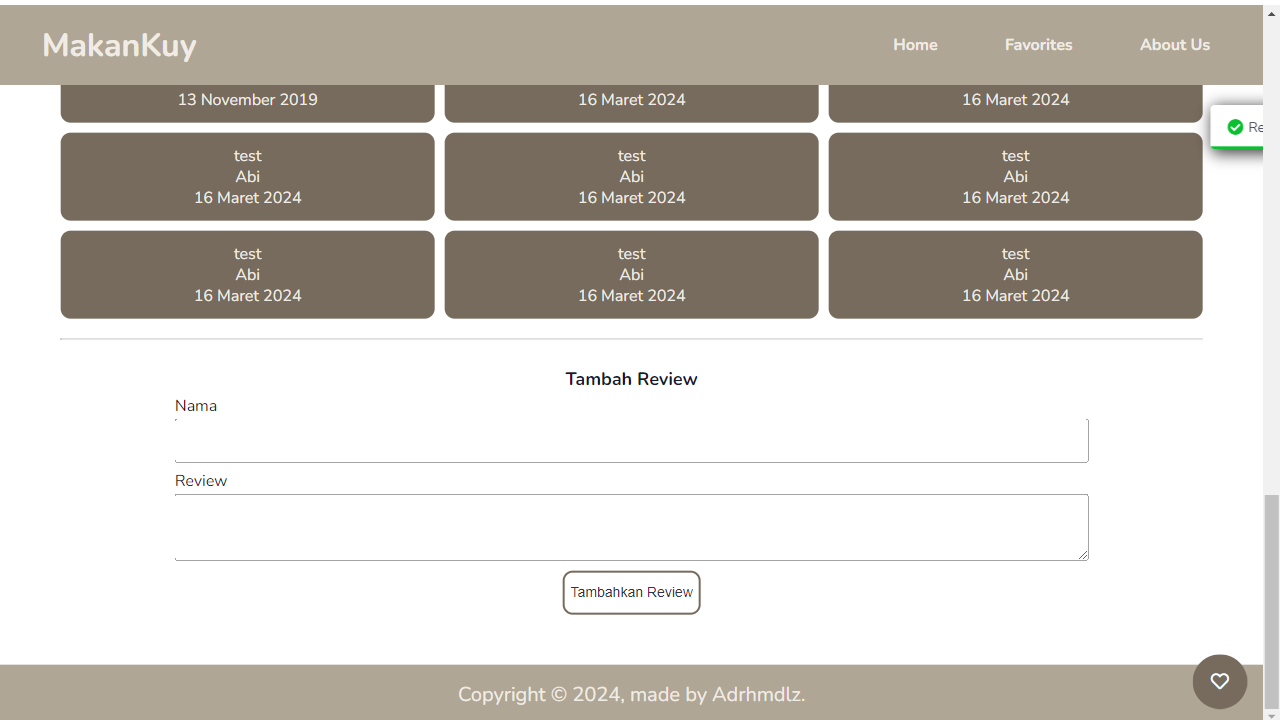 MakanKuy
Home
Favorites
About Us
13 November 2019
16 Maret 2024
16 Maret 2024
test
Abi
16 Maret 2024
test
Abi
16 Maret 2024
test
Abi
16 Maret 2024
test
Abi
16 Maret 2024
test
Abi
16 Maret 2024
test
Abi
16 Maret 2024
Tambah Review
Nama
Review
Tambahkan Review
Copyright © 2024, made by Adrhmdlz.